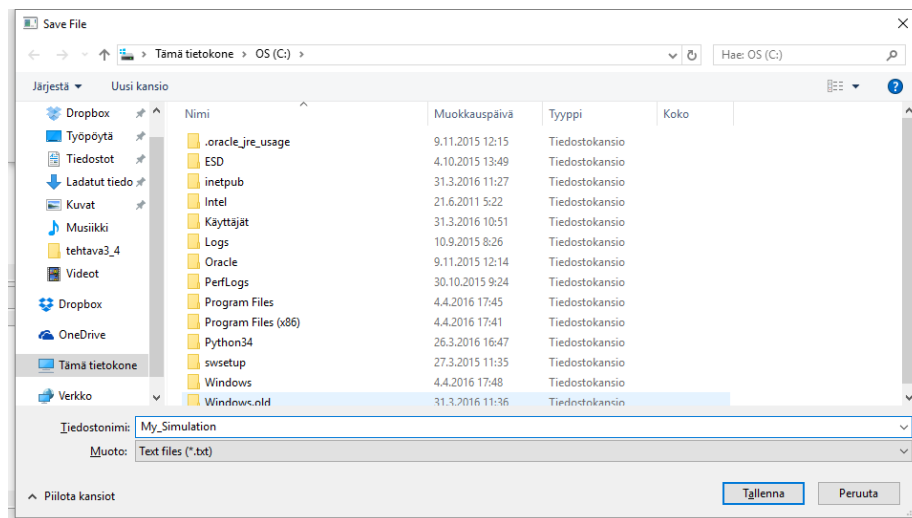 Save File
Tämä tietokone > OS (C:) >
Hae: OS (C:)
Järjestä
Uusi kansio
Dropbox
Työpöytä
Tiedostot
Ladatut tiedo
Kuvat
Musiikki
tehtava3_4
Videot
Dropbox
OneDrive
Tämä tietokone
Verkko
Nimi Muokkauspäivä Tyyppi Koko
.oracle_jre_usage 9.11.2015 12:15 Tiedostokansio
ESD 4.10.2015 13:49 Tiedostokansio
inetpub 31.3.2016 11:27 Tiedostokansio
Intel 21.6.2011 5:22 Tiedostokansio
Käyttäjät 31.3.2016 10:51 Tiedostokansio
Logs 10.9.2015 8:26 Tiedostokansio
Oracle 9.11.2015 12:14 Tiedostokansio
PerfLogs 30.10.2015 9:24 Tiedostokansio
Program Files 4.4.2016 17:45 Tiedostokansio
Program Files (x86) 4.4.2016 17:41 Tiedostokansio
Python34 26.3.2016 16:47 Tiedostokansio
swsetup 27.3.2015 11:35 Tiedostokansio
Windows 4.4.2016 17:48 Tiedostokansio
Windows.old 31.3.2016 11:36 Tiedostokansio
Tiedostonimi: My_Simulation
Muoto: Text files (*.txt)
Piilota kansiot
Tallenna
Peruuta